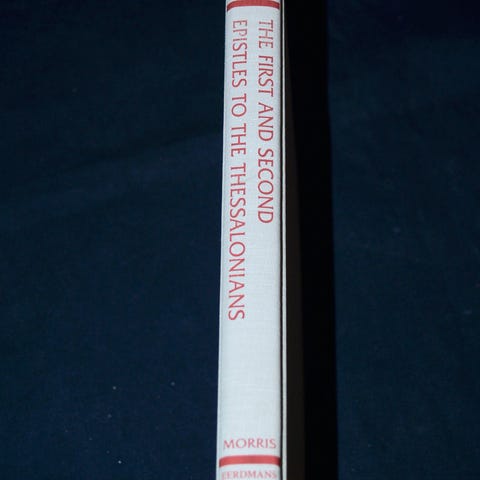 THE FIRST AND SECOND
EPISTLES TO THE THESSALONIANS
MORRIS
EERDMANS